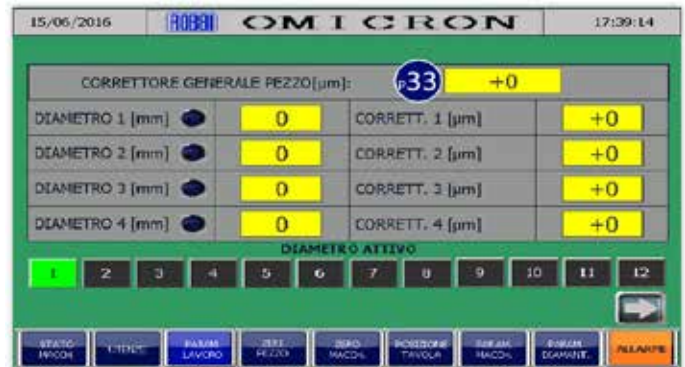 15/06/2016 ROBBI OMICRON 17:39:14
CORRETTORE GENERALE PEZZO[µm]: P33 +0
DIAMETRO 1 [mm] 0 CORRETT. 1 [µm] +0
DIAMETRO 2 [mm] 0 CORRETT. 2 [µm] +0
DIAMETRO 3 [mm] 0 CORRETT. 3 [µm] +0
DIAMETRO 4 [mm] 0 CORRETT. 4 [µm] +0
DIAMETRO ATTIVO
1 2 3 4 5 6 7 8 9 10 11 12
STATO MACCH. PARAM ZERI ZERO POSIZIONE PARAM. PARAM.
LAVORO PEZZO MACCH. TAVOLA MACCH. DIAMANT. ALLARMI